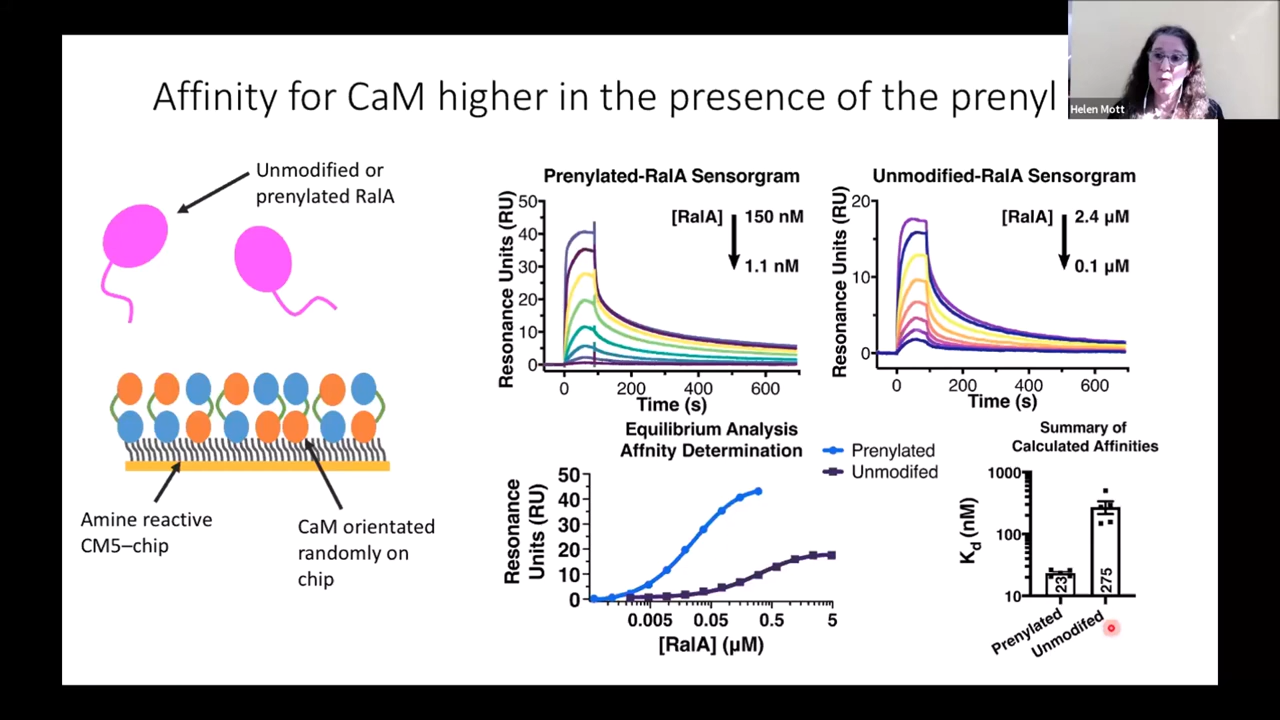 Affinity for CaM higher in the presence of the prenyl
Helen Mott
Unmodified or
prenylated RalA
Amine reactive
CM5–chip
CaM orientated
randomly on
chip
Prenylated-RalA Sensorgram
Resonance Units (RU)
50
40
30
20
10
0
[RalA]
150 nM
1.1 nM
0
200
400
600
Time (s)
Unmodified-RalA Sensorgram
Resonance Units (RU)
20
10
0
[RalA]
2.4 µM
0.1 µM
0
200
400
600
Time (s)
Equilibrium Analysis
Affnity Determination
Prenylated
Unmodifed
Resonance
Units (RU)
50
40
30
20
10
0
0.005
0.05
0.5
5
[RalA] (µM)
Summary of
Calculated Affinities
Kd (nM)
1000
100
10
23
275
Prenylated
Unmodifed